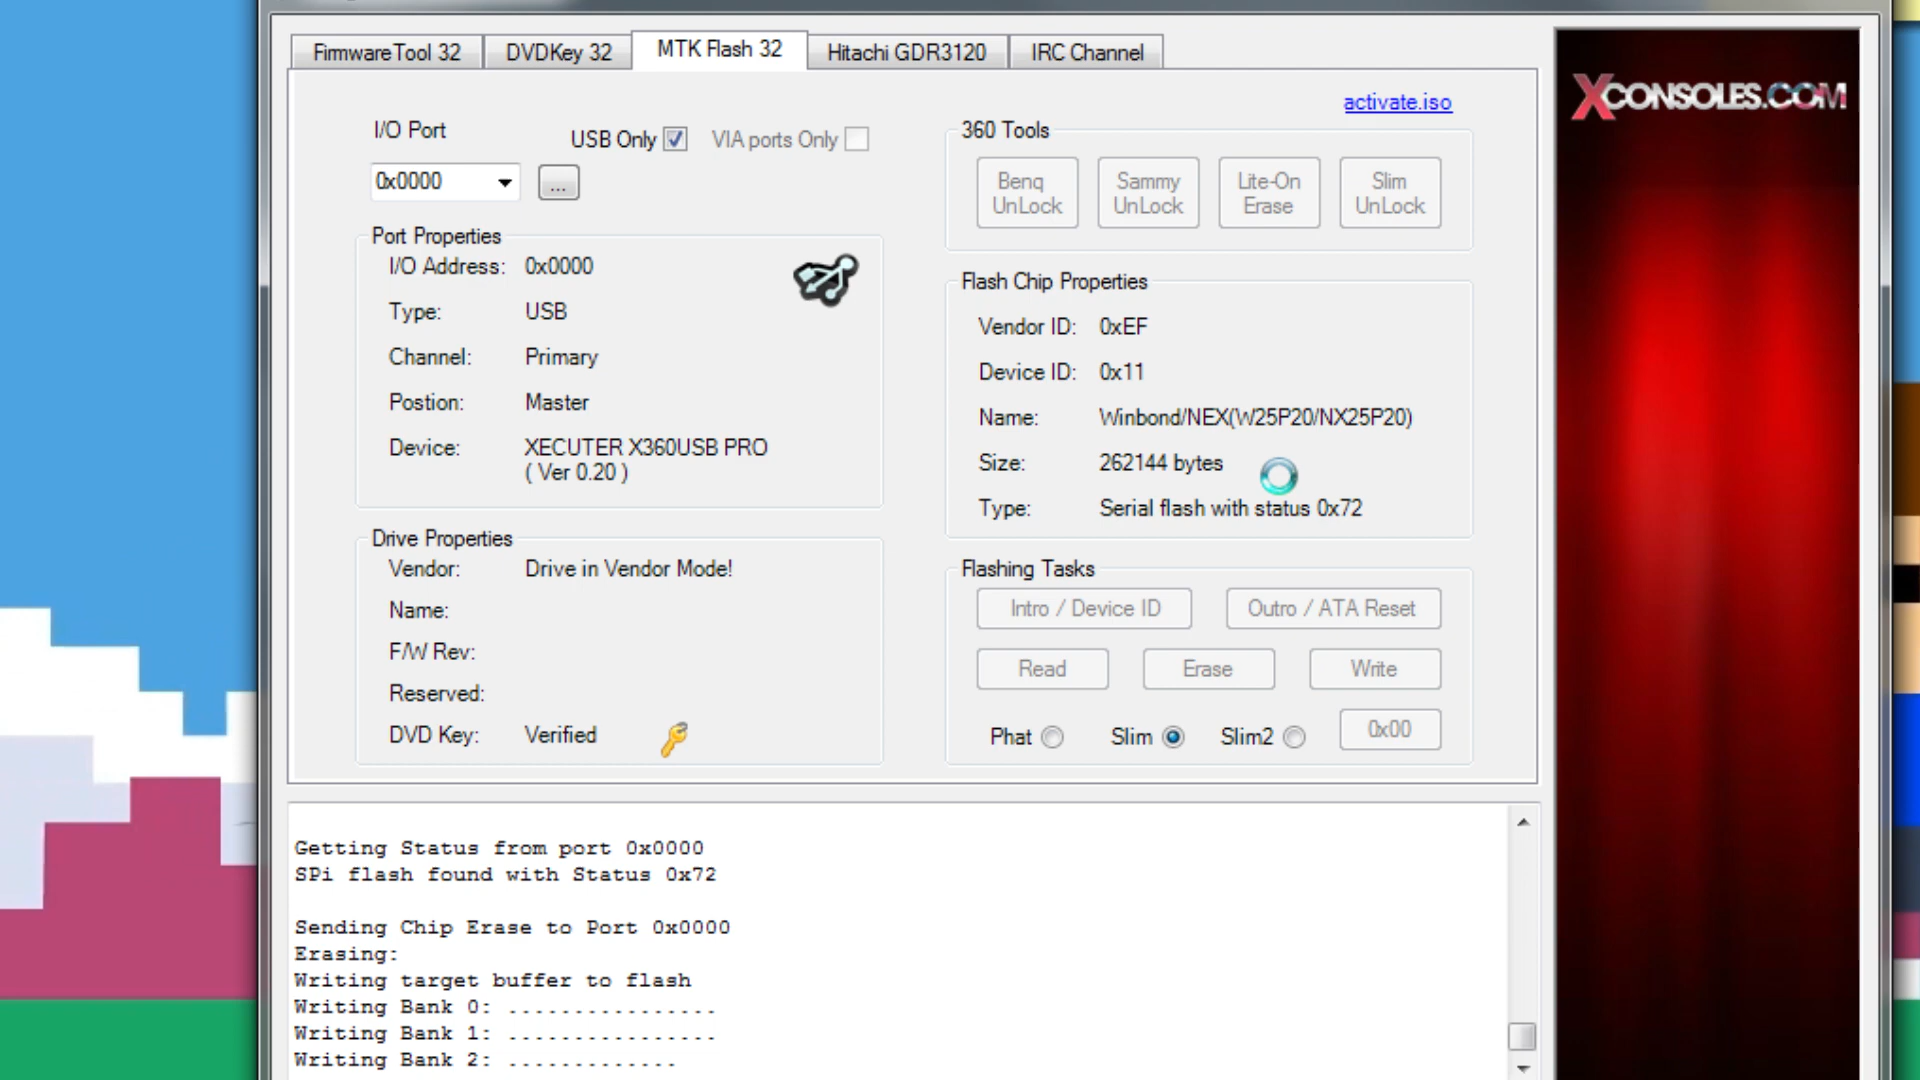 FirmwareTool 32
DVDKey 32
MTK Flash 32
Hitachi GDR3120
IRC Channel
XCONSOLES.COM
activate.iso
I/O Port
USB Only
VIA ports Only
0x0000
...
Port Properties
I/O Address: 0x0000
Type: USB
Channel: Primary
Postion: Master
Device: XECUTER X360USB PRO
( Ver 0.20 )
Drive Properties
Vendor: Drive in Vendor Mode!
Name:
F/W Rev:
Reserved:
DVD Key: Verified
360 Tools
Benq UnLock
Sammy UnLock
Lite-On Erase
Slim UnLock
Flash Chip Properties
Vendor ID: 0xEF
Device ID: 0x11
Name: Winbond/NEX(W25P20/NX25P20)
Size: 262144 bytes
Type: Serial flash with status 0x72
Flashing Tasks
Intro / Device ID
Outro / ATA Reset
Read
Erase
Write
Phat
Slim
Slim2
0x00
Getting Status from port 0x0000
SPi flash found with Status 0x72
Sending Chip Erase to Port 0x0000
Erasing:
Writing target buffer to flash
Writing Bank 0: ................
Writing Bank 1: ................
Writing Bank 2: .............